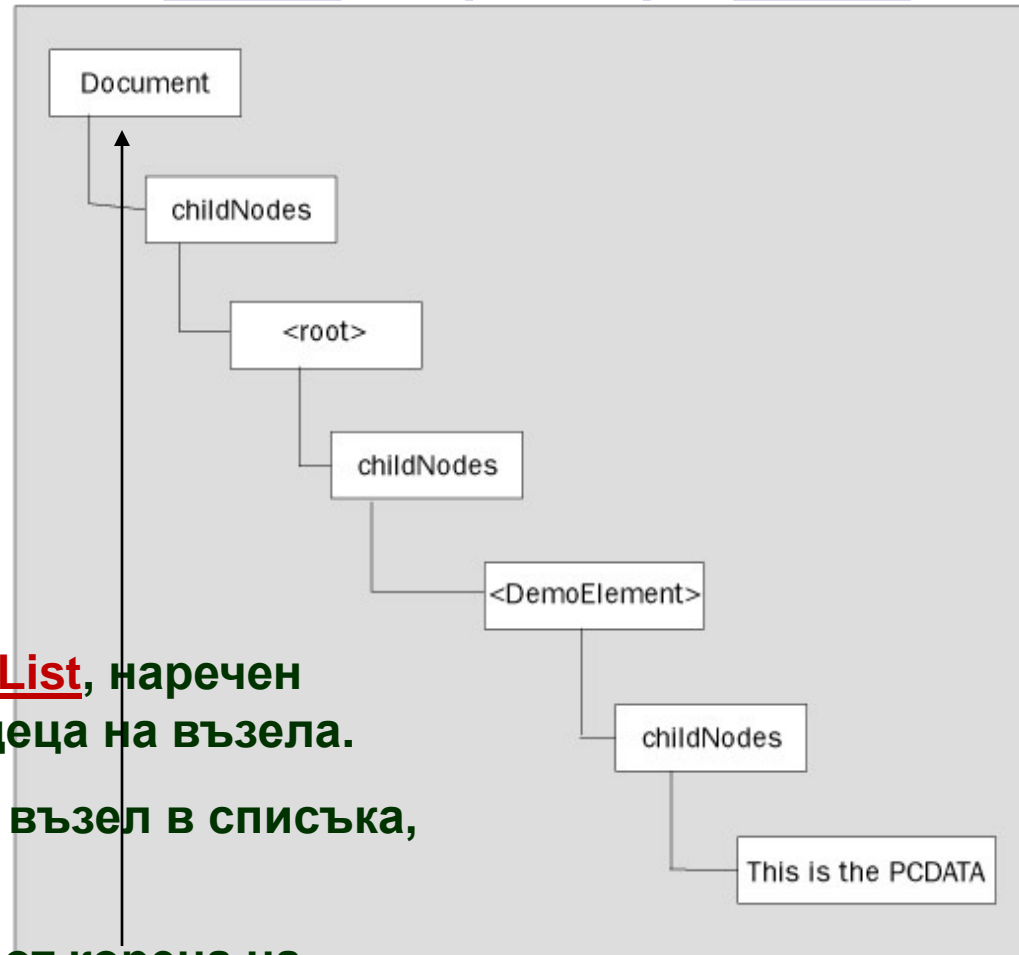 Document
childNodes
<root>
childNodes
<DemoElement>
List, наречен
деца на възела.
childNodes
възел в списъка,
This is the PCDATA